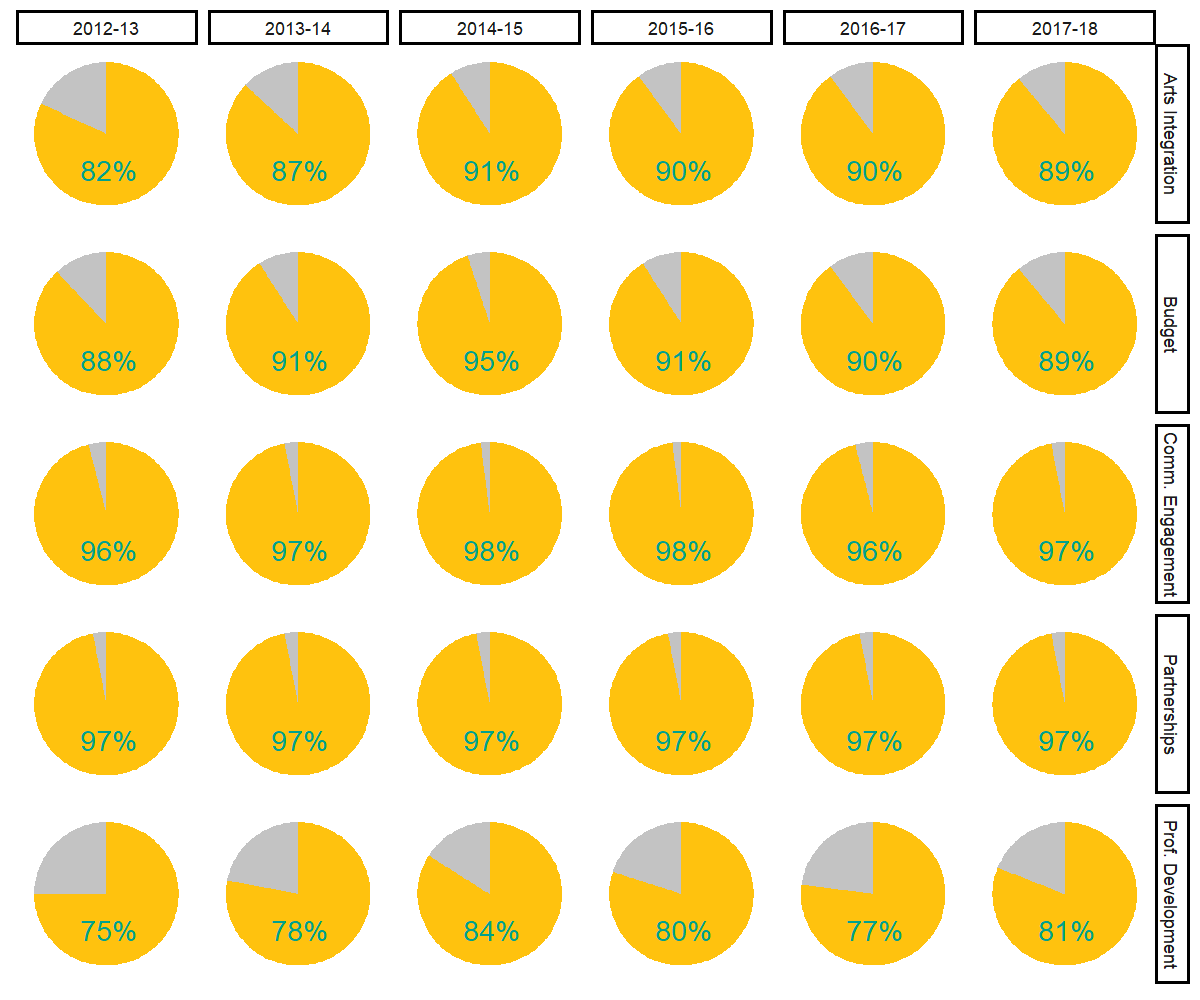 2012-13 2013-14 2014-15 2015-16 2016-17 2017-18
82% 87% 91% 90% 90% 89% Arts Integration
88% 91% 95% 91% 90% 89% Budget
96% 97% 98% 98% 96% 97% Comm. Engagement
97% 97% 97% 97% 97% 97% Partnerships
75% 78% 84% 80% 77% 81% Prof. Development